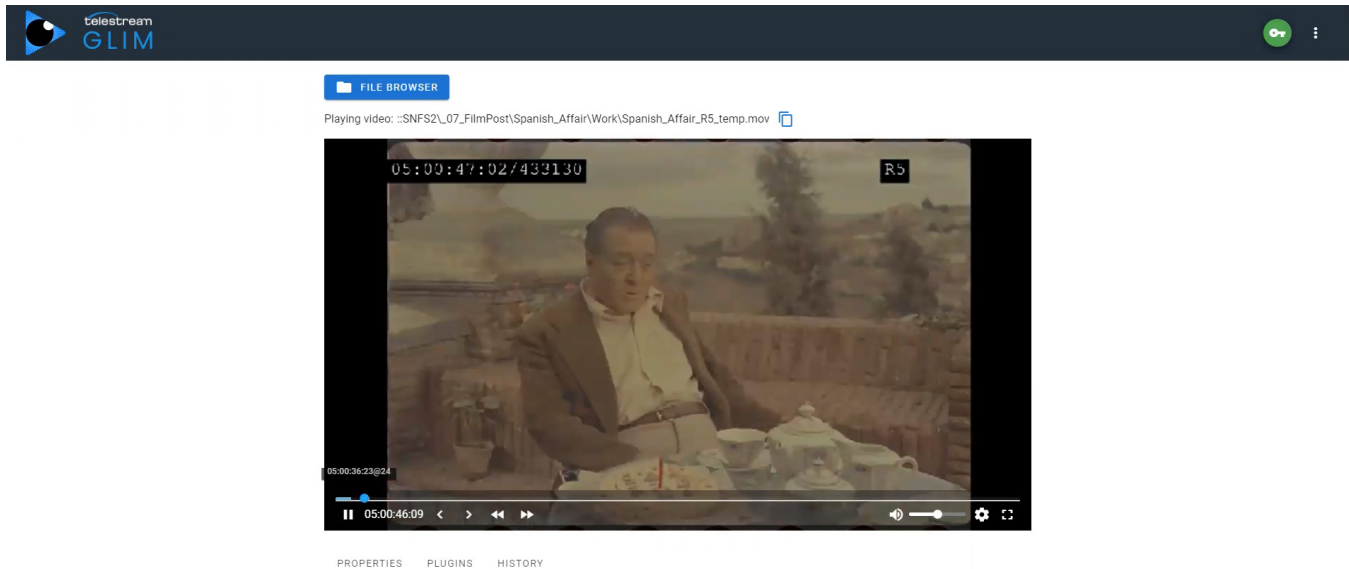 telestream
GLIM
FILE BROWSER
Playing video: ::SNFS2\_07_FilmPost\Spanish_Affair\Work\Spanish_Affair_R5_temp.mov
05:00:47:02/433130
R5
05:00:36:23@24
05:00:46:09
PROPERTIES PLUGINS HISTORY